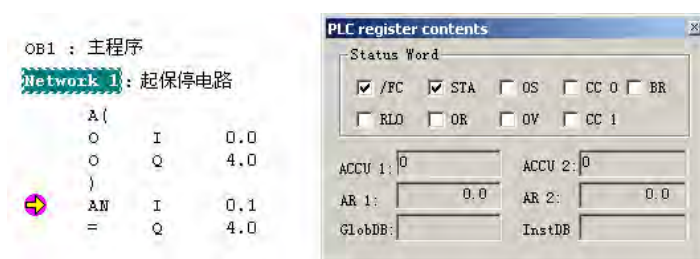 OB1 : 主程序
Network 1: 起保停电路
A(
O I 0.0
O Q 4.0
)
AN I 0.1
= Q 4.0
PLC register contents
Status Word
/FC STA OS CC 0 BR
RLO OR OV CC 1
ACCU 1: 0 ACCU 2: 0
AR 1: 0.0 AR 2: 0.0
GlobDB: InstDB